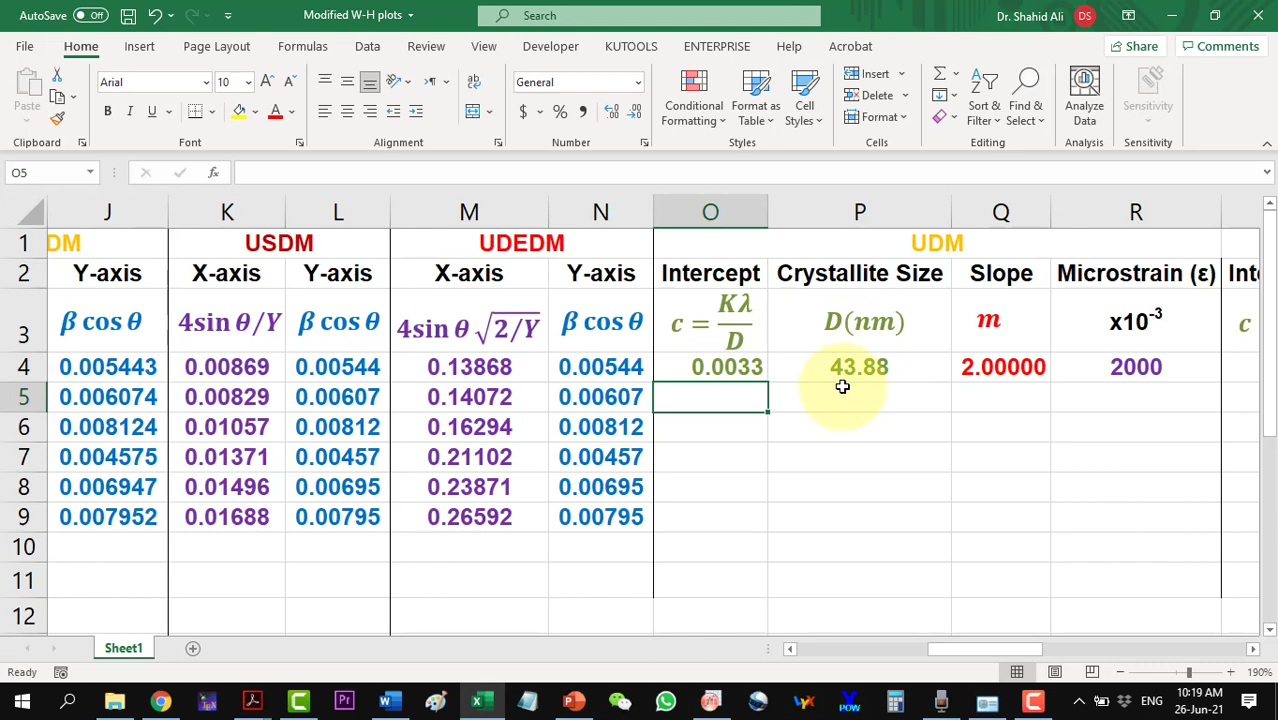 AutoSave Off Modified W-H plots Search Dr. Shahid Ali DS
File Home Insert Page Layout Formulas Data Review View Developer KUTOOLS ENTERPRISE Help Acrobat Share Comments
Paste Arial 10 General Conditional Formatting Format as Table Cell Styles Insert Delete Format Sort & Filter Find & Select Analyze Data Sensitivity
Clipboard Font Alignment Number Styles Cells Editing Analysis Sensitivity
O5 fx
J K L M N O P Q R
1 DM USDM UDEDM UDM
2 Y-axis X-axis Y-axis X-axis Y-axis Intercept Crystallite Size Slope Microstrain (ε) Int
3 β cos θ 4sin θ/Y β cos θ 4sin θ √2/Y β cos θ c = Kλ/D D(nm) m x10⁻³ c
4 0.005443 0.00869 0.00544 0.13868 0.00544 0.0033 43.88 2.00000 2000
5 0.006074 0.00829 0.00607 0.14072 0.00607
6 0.008124 0.01057 0.00812 0.16294 0.00812
7 0.004575 0.01371 0.00457 0.21102 0.00457
8 0.006947 0.01496 0.00695 0.23871 0.00695
9 0.007952 0.01688 0.00795 0.26592 0.00795
10
11
12
Sheet1
Ready 190%
ENG 10:19 AM
26-Jun-21